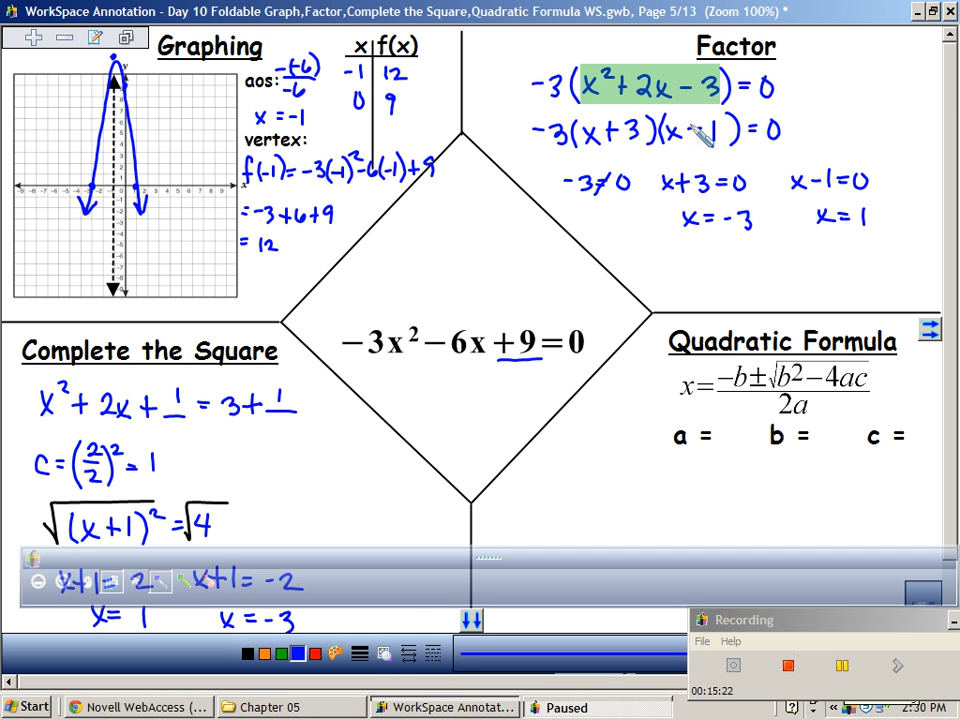 WorkSpace Annotation - Day 10 Foldable Graph,Factor,Complete the Square,Quadratic Formula WS.gwb, Page 5/13 (Zoom 100%) *
Graphing
aos: -(-6)/-6
x = -1
vertex:
f(-1) = -3(-1)² - 6(-1) + 9
= -3 + 6 + 9
= 12
x f(x)
-1 12
0 9
Factor
-3(x² + 2x - 3) = 0
-3(x + 3)(x - 1) = 0
-3 ≠ 0 x + 3 = 0 x - 1 = 0
x = -3 x = 1
−3x² − 6x + 9 = 0
Complete the Square
x² + 2x + 1 = 3 + 1
c = (2/2)² = 1
√(x + 1)² = √4
x + 1 = 2 x + 1 = -2
x = 1 x = -3
Quadratic Formula
x = (−b ± √(b2 − 4ac))/2a
a = b = c =
Recording
File Help
00:15:22
Start
Novell WebAccess (...
Chapter 05
WorkSpace Annotat...
Paused
2:30 PM